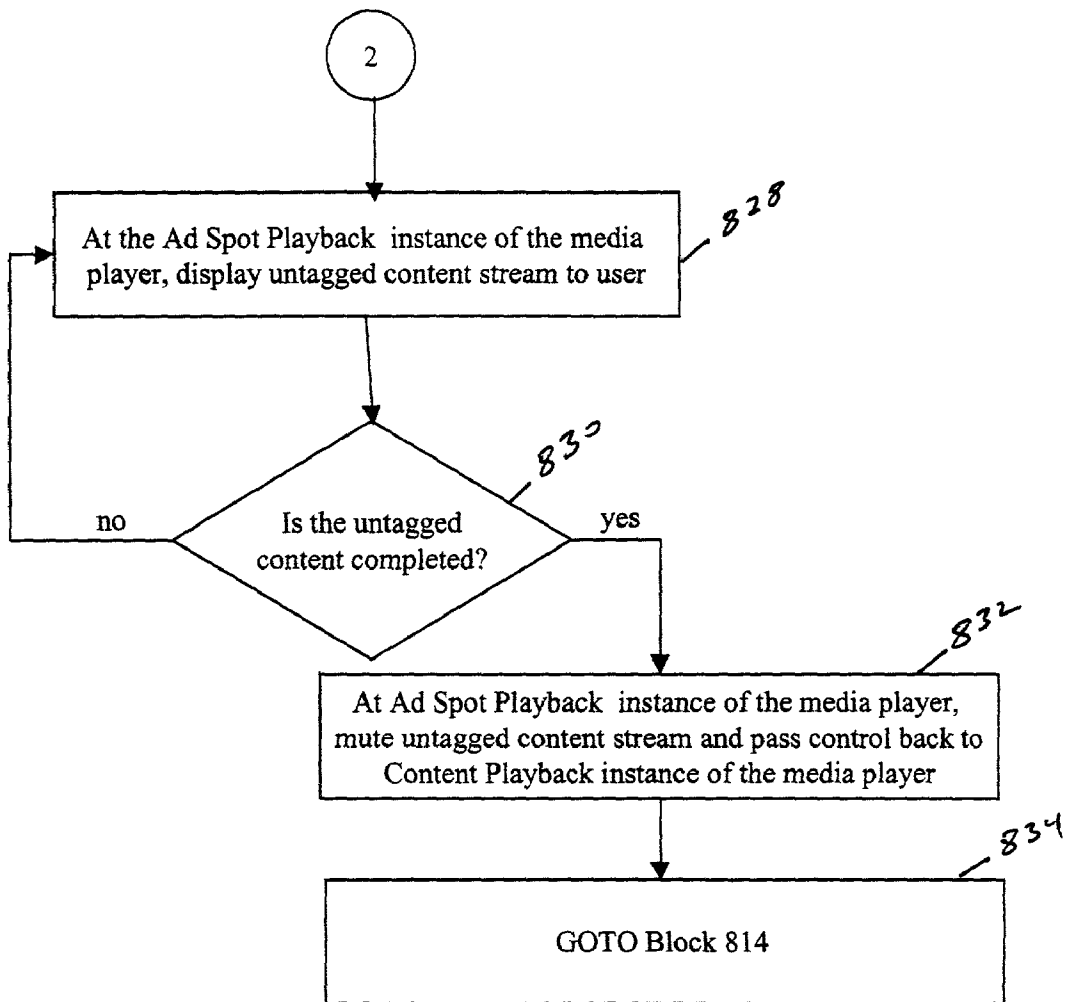 2
At the Ad Spot Playback instance of the media
player, display untagged content stream to user
828
830
Is the untagged
content completed?
no
yes
832
At Ad Spot Playback instance of the media player,
mute untagged content stream and pass control back to
Content Playback instance of the media player
834
GOTO Block 814